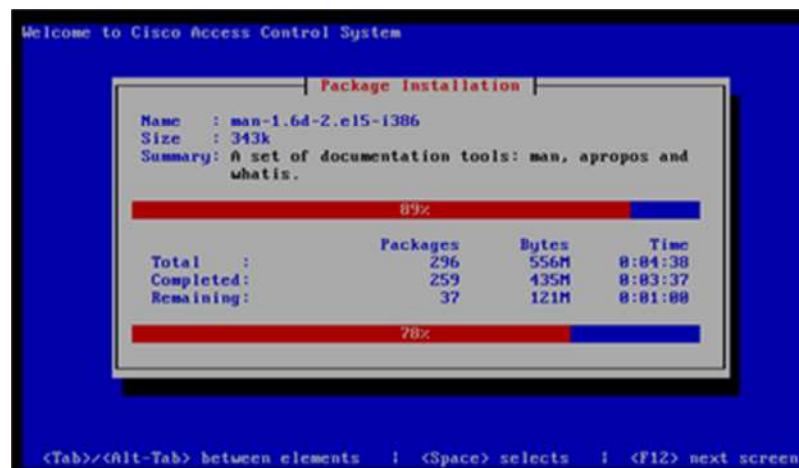 Welcome to Cisco Access Control System
Package Installation
Name : man-1.6d-2.el5-i386
Size : 343k
Summary: A set of documentation tools: man, apropos and
whatis.
89%
Packages Bytes Time
Total : 296 556M 0:04:38
Completed: 259 435M 0:03:37
Remaining: 37 121M 0:01:00
78%
<Tab>/<Alt-Tab> between elements | <Space> selects | <F12> next screen